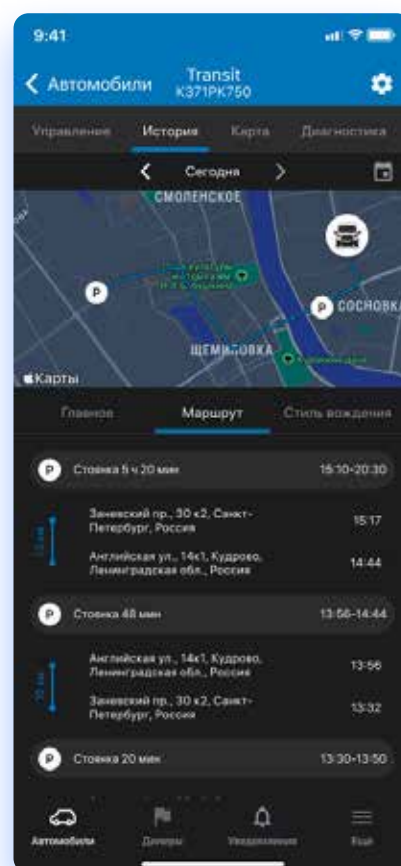 9:41
Автомобили
Transit
К371РК750
Управление История Карта Диагностика
Сегодня
СМОЛЕНСКОЕ
P
P СОСНОВКА
ЩЕМИЛОВКА
Карты
Главное Маршрут Стиль вождения
P Стоянка 5 ч 20 мин 15:10-20:30
Заневский пр., 30 к2, Санкт-
Петербург, Россия 15:17
Английская ул., 14к1, Кудрово,
Ленинградская обл., Россия 14:44
P Стоянка 48 мин 13:56-14:44
Английская ул., 14к1, Кудрово,
Ленинградская обл., Россия 13:56
Заневский пр., 30 к2, Санкт-
Петербург, Россия 13:32
P Стоянка 20 мин 13:30-13:50
Автомобили Дилеры Уведомления Еще